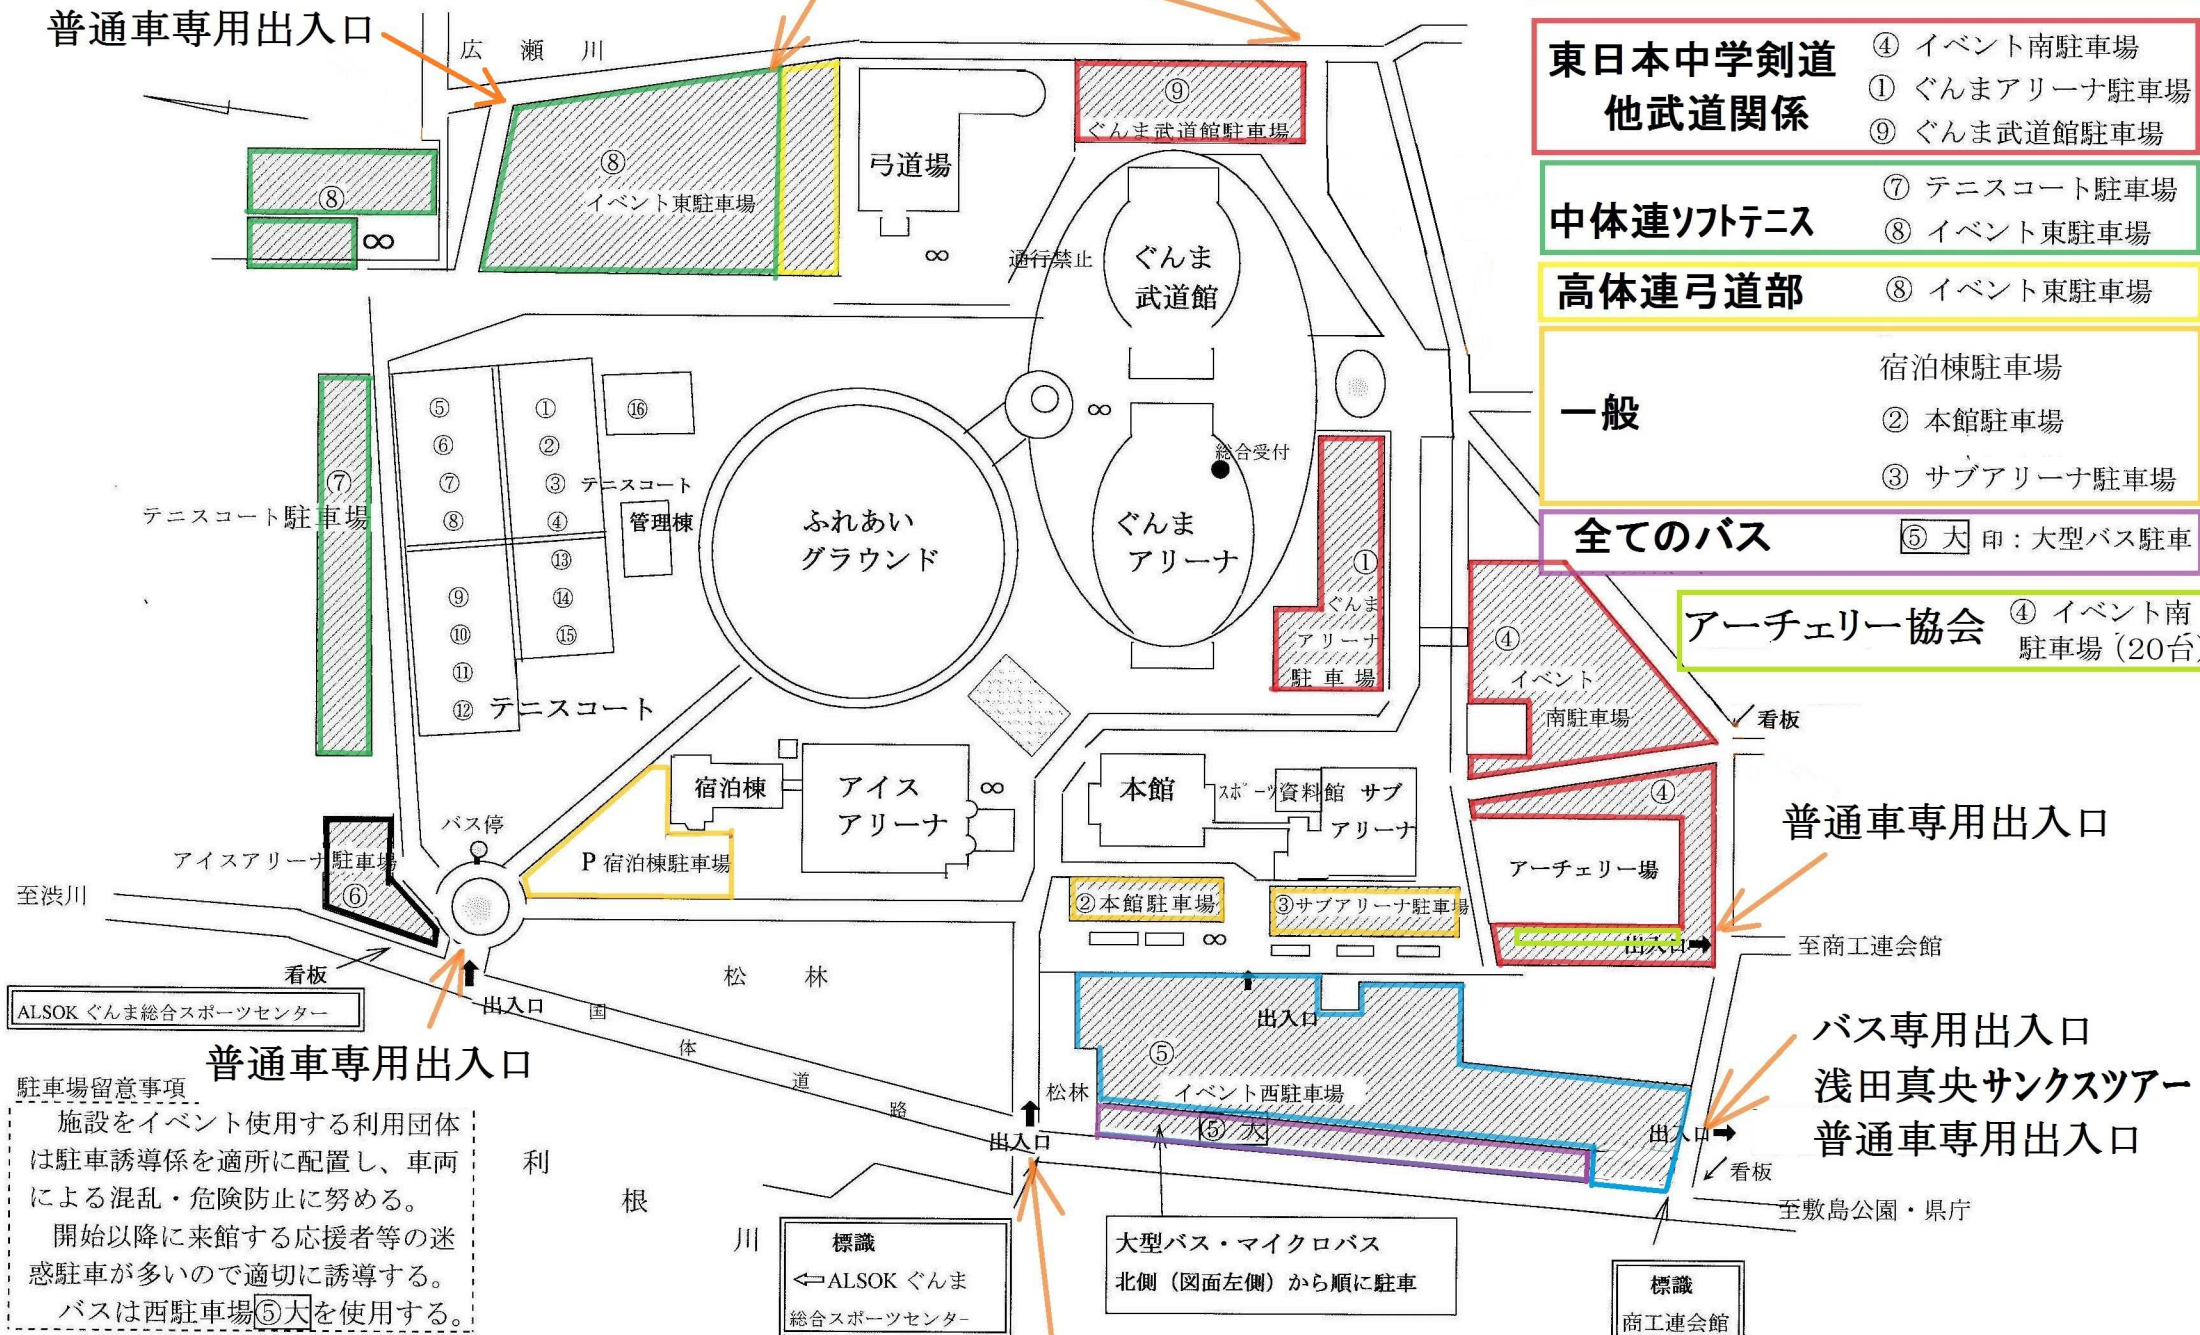 普通車専用出入口
広瀬川
⑧
⑧
イベント東駐車場
∞
弓道場
∞
⑨
ぐんま武道館駐車場
通行禁止
ぐんま
武道館
東日本中学剣道
他武道関係
④ イベント南駐車場
① ぐんまアリーナ駐車場
⑨ ぐんま武道館駐車場
中体連ソフトテニス
⑦ テニスコート駐車場
⑧ イベント東駐車場
高体連弓道部
⑧ イベント東駐車場
一般
宿泊棟駐車場
② 本館駐車場
③ サブアリーナ駐車場
全てのバス
⑤ 大 印：大型バス駐車
アーチェリー協会
④ イベント南
駐車場（20台）
⑦
テニスコート駐車場
⑤
⑥
⑦
⑧
①
②
③
④
⑯
テニスコート
管理棟
⑬
⑭
⑮
⑨
⑩
⑪
⑫
テニスコート
ふれあい
グラウンド
∞
総合受付
ぐんま
アリーナ
①
ぐんま
アリーナ
駐車場
④
イベント
南駐車場
看板
④
アーチェリー場
出入口
普通車専用出入口
至商工連会館
宿泊棟
アイス
アリーナ
∞
本館
スポーツ資料館
サブ
アリーナ
バス停
P 宿泊棟駐車場
アイスアリーナ駐車場
⑥
至渋川
②本館駐車場
③サブアリーナ駐車場
∞
看板
ALSOK ぐんま総合スポーツセンター
出入口
普通車専用出入口
松林
国体道路
松林
出入口
出入口
⑤
イベント西駐車場
⑤ 大
出入口
看板
バス専用出入口
浅田真央サンクスツアー
普通車専用出入口
至敷島公園・県庁
駐車場留意事項
施設をイベント使用する利用団体
は駐車誘導係を適所に配置し、車両
による混乱・危険防止に努める。
開始以降に来館する応援者等の迷
惑駐車が多いので適切に誘導する。
バスは西駐車場⑤大を使用する。
利根川
標識
⇦ALSOK ぐんま
総合スポーツセンター
大型バス・マイクロバス
北側（図面左側）から順に駐車
標識
商工連会館